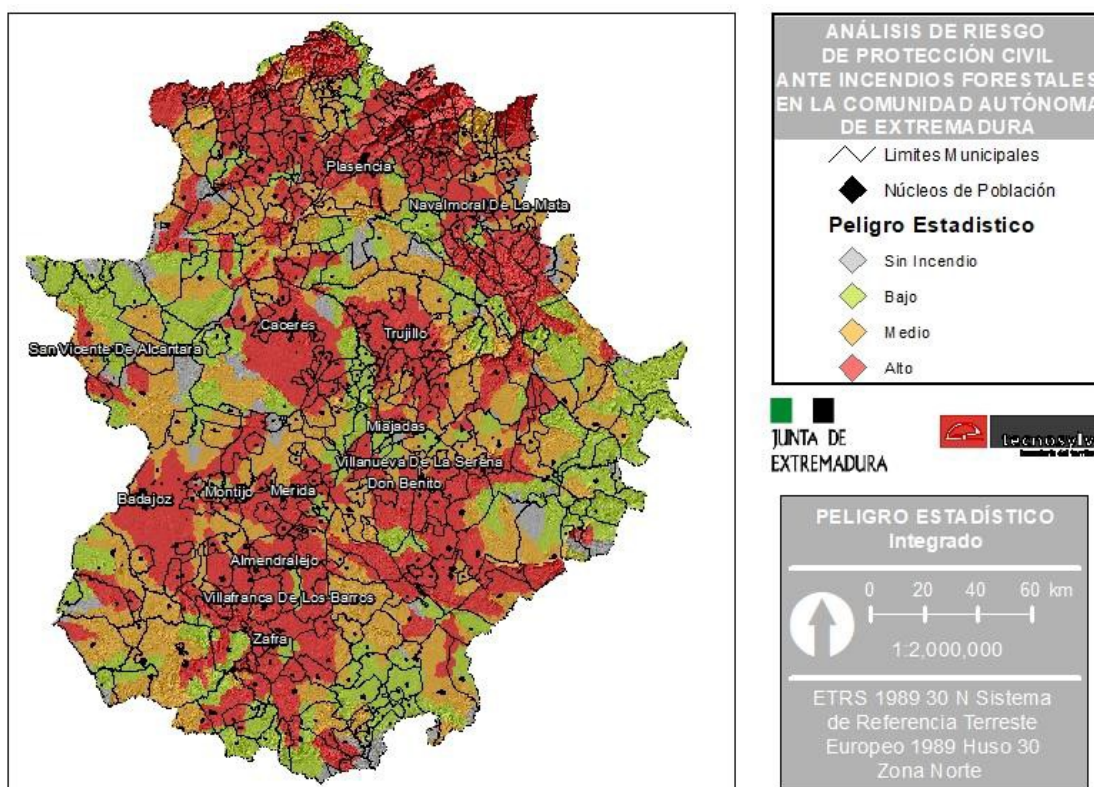 Plasencia
Navalmoral De La Mata
Caceres
Trujillo
San Vicente De Alcantara
Miajadas
Villanueva De La Serena
Don Benito
Badajoz
Montijo
Merida
Almendralejo
Villafranca De Los Barros
Zafra
ANÁLISIS DE RIESGO
DE PROTECCIÓN CIVIL
ANTE INCENDIOS FORESTALES
EN LA COMUNIDAD AUTÓNOMA
DE EXTREMADURA
Limites Municipales
Núcleos de Población
Peligro Estadistico
Sin Incendio
Bajo
Medio
Alto
JUNTA DE
EXTREMADURA
tecnosylv
PELIGRO ESTADÍSTICO
Integrado
0 20 40 60 km
1:2,000,000
ETRS 1989 30 N Sistema
de Referencia Terreste
Europeo 1989 Huso 30
Zona Norte